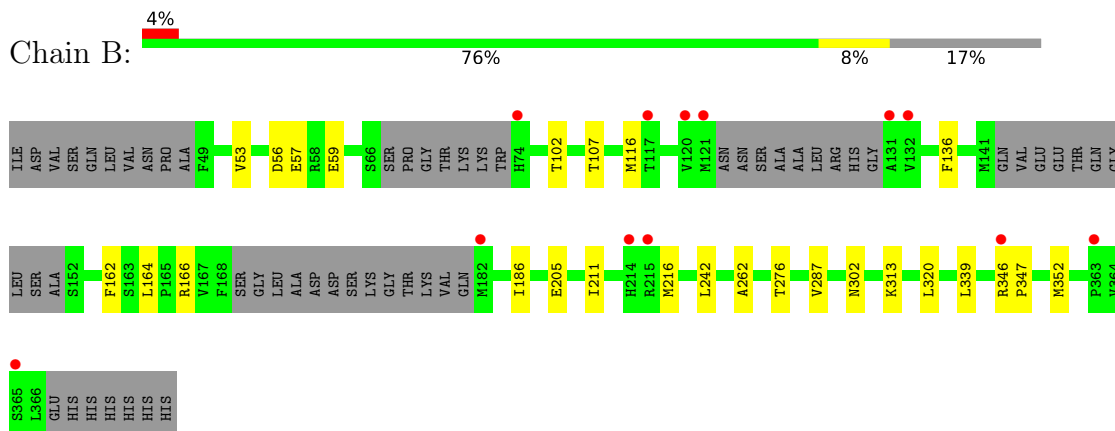 4%
Chain B:
76% 8% 17%
ILE ASP VAL SER GLN LEU VAL ASN PRO ALA F49 V53 D56 E57 R58 E59 S66 SER PRO GLY THR LYS LYS TRP H74 T102 T107 M116 T117 V120 M121 ASN ASN SER ALA ALA LEU ARG HIS GLY A131 V132 F136 M141 GLN VAL GLU GLU THR GLN GLY
LEU SER ALA S152 F162 S163 L164 P165 R166 V167 F168 SER GLY LEU ALA ASP ASP SER LYS GLY THR LYS VAL GLN M182 I186 E205 I211 H214 R215 M216 L242 A262 T276 V287 N302 K313 L320 L339 R346 P347 M352 P363 V364
S365 L366 GLU HIS HIS HIS HIS HIS HIS